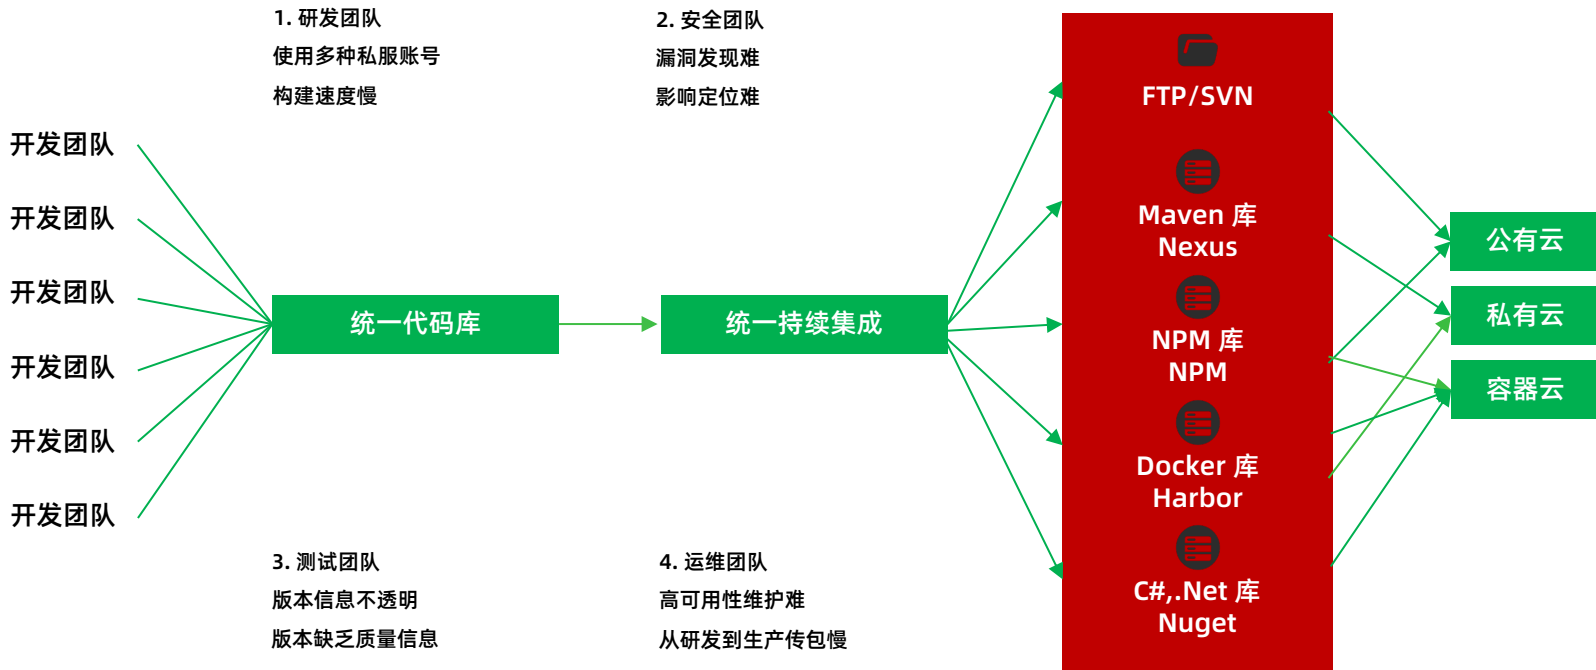 1. 研发团队
使用多种私服账号
构建速度慢
2. 安全团队
漏洞发现难
影响定位难
开发团队
开发团队
开发团队
开发团队
开发团队
开发团队
统一代码库
统一持续集成
3. 测试团队
版本信息不透明
版本缺乏质量信息
4. 运维团队
高可用性维护难
从研发到生产传包慢
FTP/SVN
Maven 库
Nexus
NPM 库
NPM
Docker 库
Harbor
C#,.Net 库
Nuget
公有云
私有云
容器云